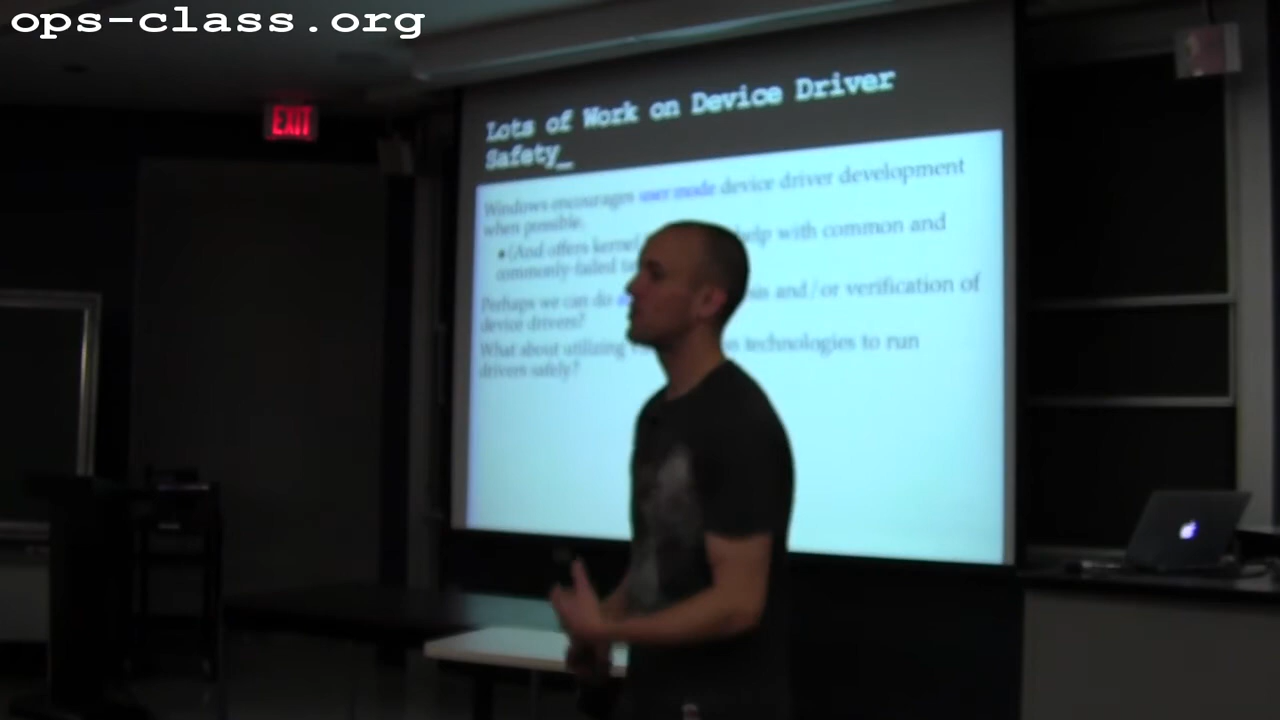 ops-class.org
EXIT
Lots of Work on Device Driver
Safety_
Windows encourages user mode device driver development
when possible.
(And offers kernel help with common and
commonly-failed
Perhaps we can do and/or verification of
device drivers?
What about utilizing technologies to run
drivers safely?